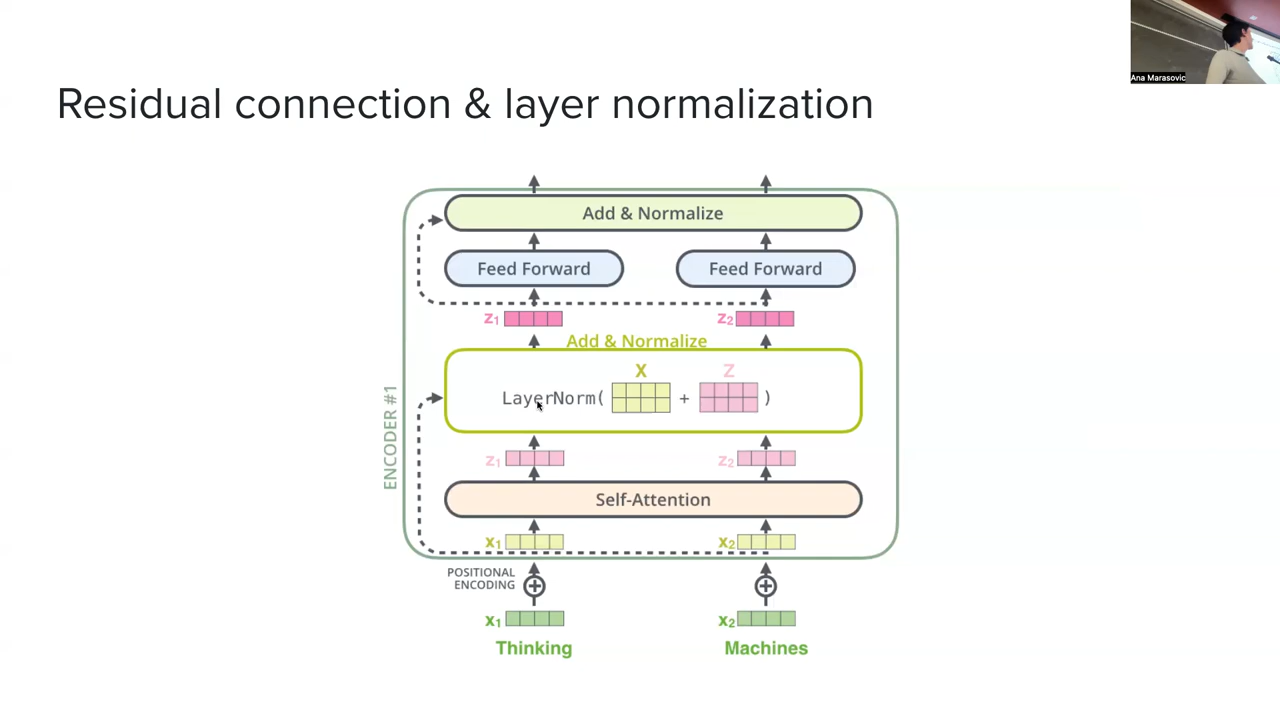 Ana Marasovic
Residual connection & layer normalization
Add & Normalize
Feed Forward Feed Forward
z1 z2
Add & Normalize
X Z
LayerNorm( + )
ENCODER #1
z1 z2
Self-Attention
x1 x2
POSITIONAL
ENCODING
x1 x2
Thinking Machines